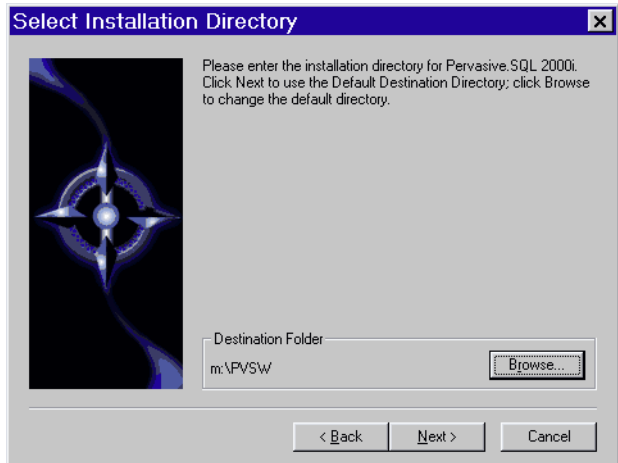 Select Installation Directory
Please enter the installation directory for Pervasive.SQL 2000i.
Click Next to use the Default Destination Directory; click Browse
to change the default directory.
Destination Folder
m:\PVSW
Browse...
< Back
Next >
Cancel